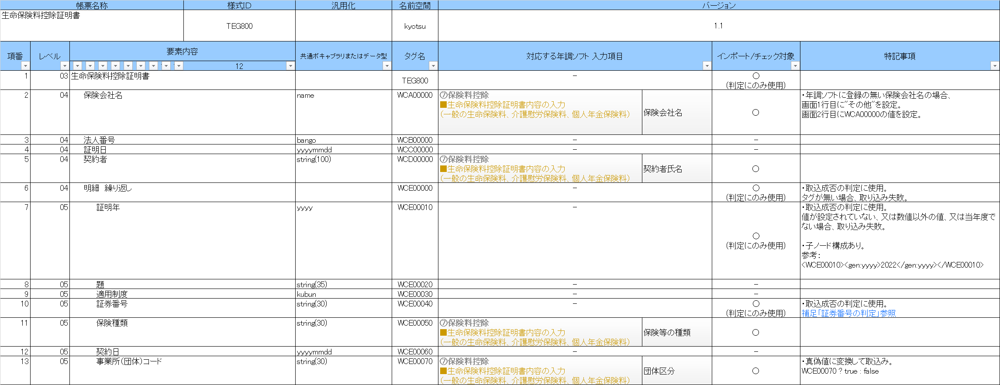 帳票名称 様式ID 汎用化 名前空間 バージョン
生命保険料控除証明書 TEG800 kyotsu 1.1
項番 レベル 要素内容 共通ボキャブラリまたはデータ型 タグ名 対応する年調ソフト 入力項目 インポート/チェック対象 特記事項
12
1 03 生命保険料控除証明書 TEG800 － ○
(判定にのみ使用)
2 04 保険会社名 name WCA00000 ⑦保険料控除
■生命保険料控除証明書内容の入力
(一般の生命保険料、介護慰労保険料、個人年金保険料)
保険会社名 ○
・年調ソフトに登録の無い保険会社名の場合、
画面1行目に"その他"を設定。
画面2行目にWCA00000の値を設定。
3 04 法人番号 bango WCB00000 － －
4 04 証明日 yyyymmdd WCC00000 － －
5 04 契約者 string(100) WCD00000 ⑦保険料控除
■生命保険料控除証明書内容の入力
(一般の生命保険料、介護慰労保険料、個人年金保険料)
契約者氏名 ○
6 04 明細 繰り返し WCE00000 － ○
(判定にのみ使用)
・取込成否の判定に使用。
タグが無い場合、取り込み失敗。
7 05 証明年 yyyy WCE00010 － ○
(判定にのみ使用)
・取込成否の判定に使用。
値が設定されていない、又は数値以外の値、又は当年度で
ない場合、取り込み失敗。
・子ノード構成あり。
参考：
<WCE00010><gen:yyyy>2022</gen:yyyy></WCE00010>
8 05 題 string(35) WCE00020 － －
9 05 適用制度 kubun WCE00030 － －
10 05 証券番号 string(30) WCE00040 － ○
(判定にのみ使用)
・取込成否の判定に使用。
補足「証券番号の判定」参照
11 05 保険種類 string(30) WCE00050 ⑦保険料控除
■生命保険料控除証明書内容の入力
(一般の生命保険料、介護慰労保険料、個人年金保険料)
保険等の種類 ○
12 05 契約日 yyyymmdd WCE00060 － －
13 05 事業所(団体)コード string(30) WCE00070 ⑦保険料控除
■生命保険料控除証明書内容の入力
(一般の生命保険料、介護慰労保険料、個人年金保険料)
団体区分 ○
・真偽値に変換して取込み。
WCE00070 ? true : false